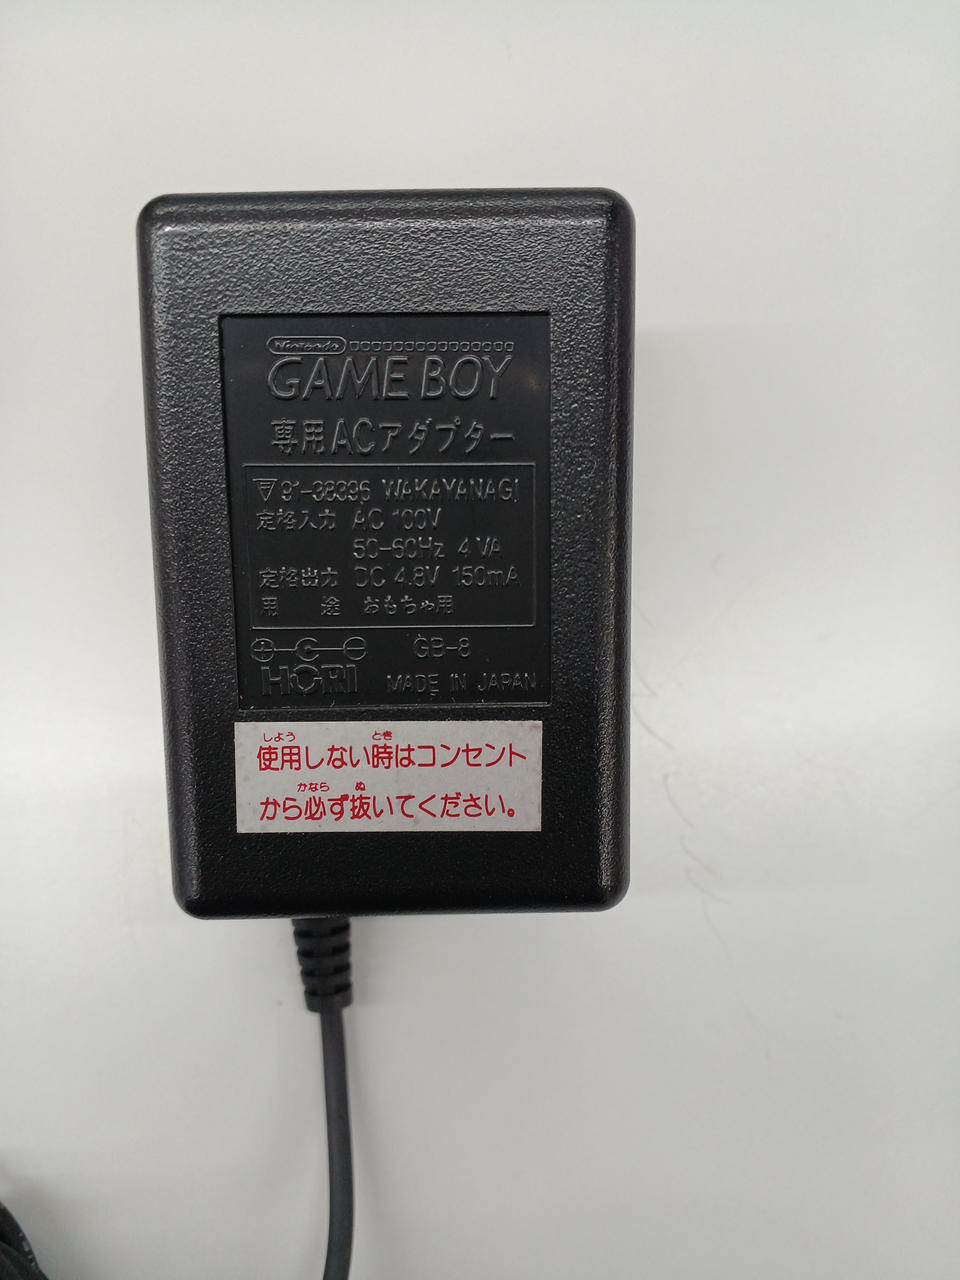 Nintendo
GAME BOY
専用ACアダプター
91-38396 WAKAYANAGI
定格入力 AC 100V
50-60Hz 4VA
定格出力 DC 4.8V 150mA
用途 おもちゃ用
GB-8
HORI MADE IN JAPAN
しよう とき
使用しない時はコンセント
かなら ぬ
から必ず抜いてください。